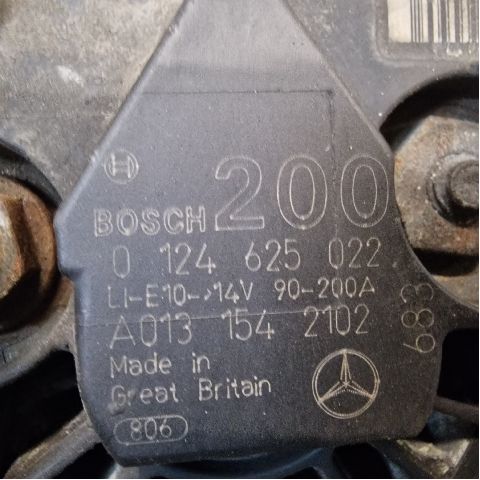 BOSCH 200
0 124 625 022
LI-E10->14V 90-200A
A013 154 2102
Made in
Great Britain
806
683